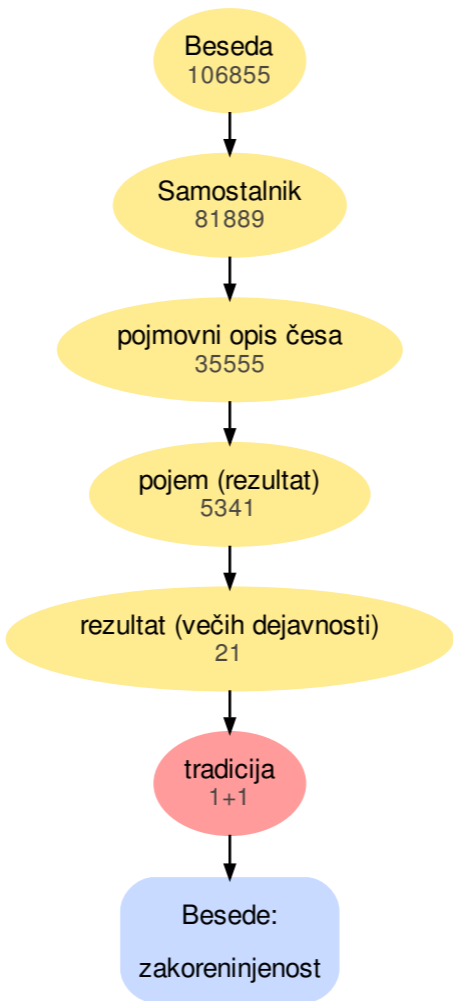 Beseda
106855
Samostalnik
81889
pojmovni opis česa
35555
pojem (rezultat)
5341
rezultat (večih dejavnosti)
21
tradicija
1+1
Besede:
zakoreninjenost